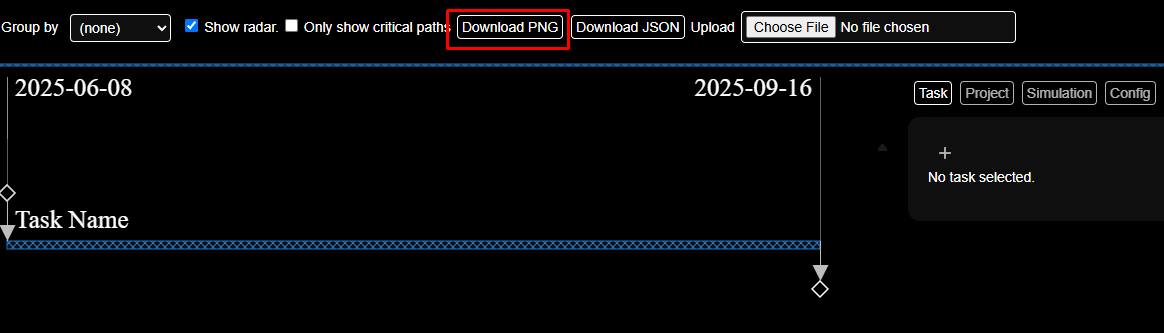 Group by (none) Show radar. Only show critical paths Download PNG Download JSON Upload Choose File No file chosen
2025-06-08 2025-09-16 Task Project Simulation Config
+
No task selected.
Task Name